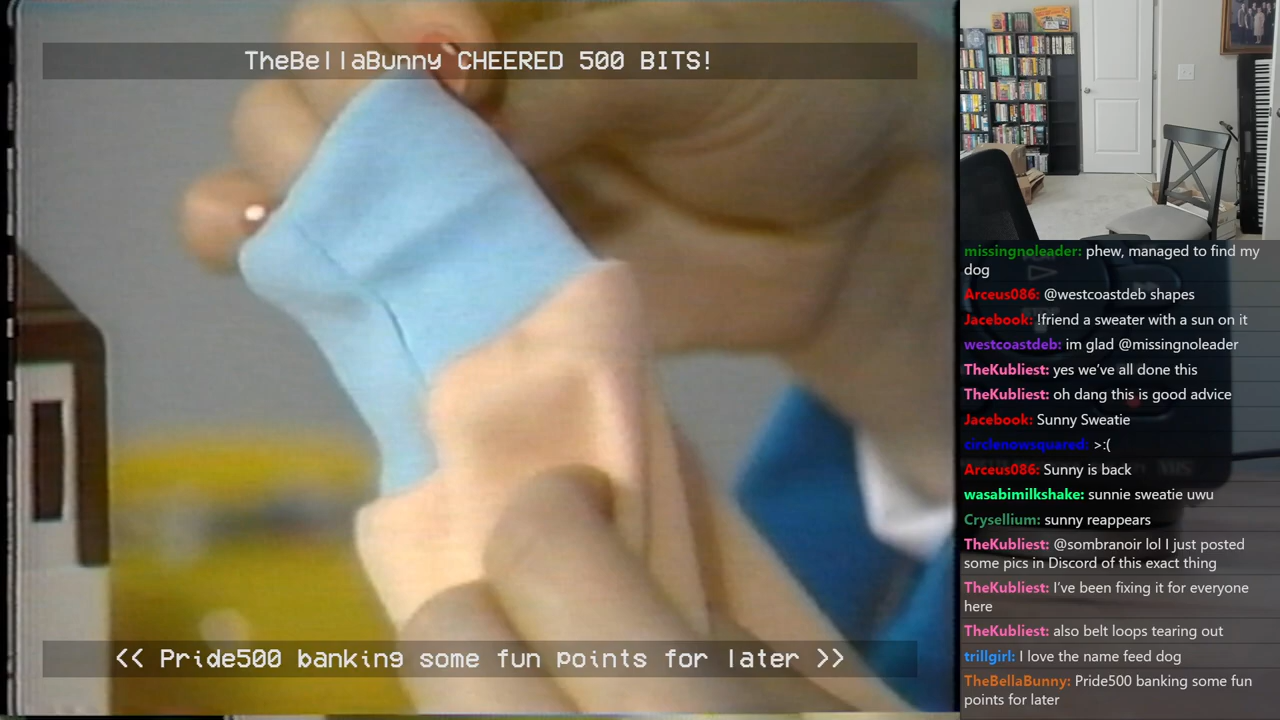 TheBellaBunny CHEERED 500 BITS!
<< Pride500 banking some fun points for later >>
missingnoleader: phew, managed to find my
dog
Arceus086: @westcoastdeb shapes
Jacebook: !friend a sweater with a sun on it
westcoastdeb: im glad @missingnoleader
TheKubliest: yes we've all done this
TheKubliest: oh dang this is good advice
Jacebook: Sunny Sweatie
circlenowsquared: >:(
Arceus086: Sunny is back
wasabimilkshake: sunnie sweatie uwu
Crysellium: sunny reappears
TheKubliest: @sombranoir lol I just posted
some pics in Discord of this exact thing
TheKubliest: I've been fixing it for everyone
here
TheKubliest: also belt loops tearing out
trillgirl: I love the name feed dog
TheBellaBunny: Pride500 banking some fun
points for later